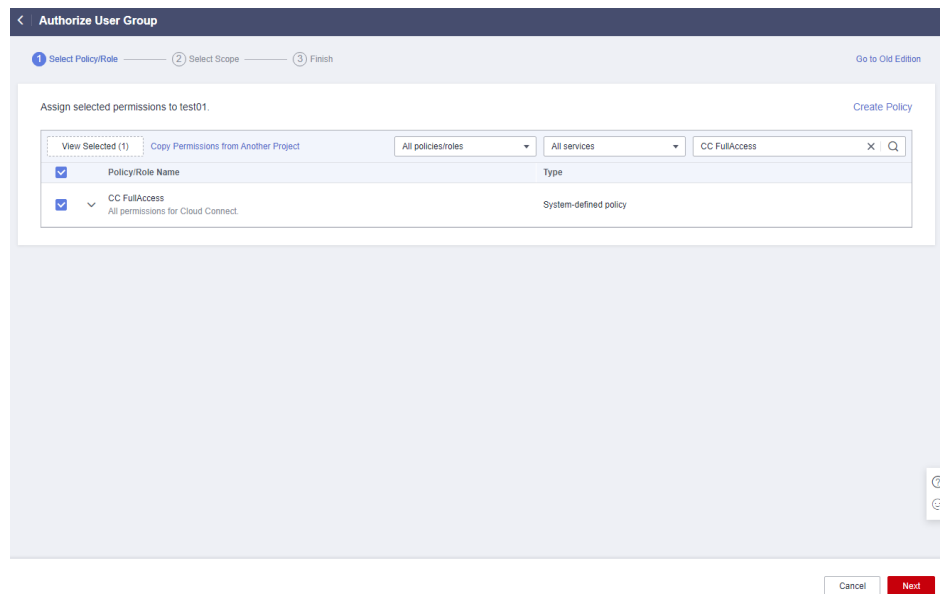 Authorize User Group
1 Select Policy/Role 2 Select Scope 3 Finish Go to Old Edition
Assign selected permissions to test01. Create Policy
View Selected (1) Copy Permissions from Another Project All policies/roles All services CC FullAccess
Policy/Role Name Type
CC FullAccess
All permissions for Cloud Connect. System-defined policy
Cancel Next